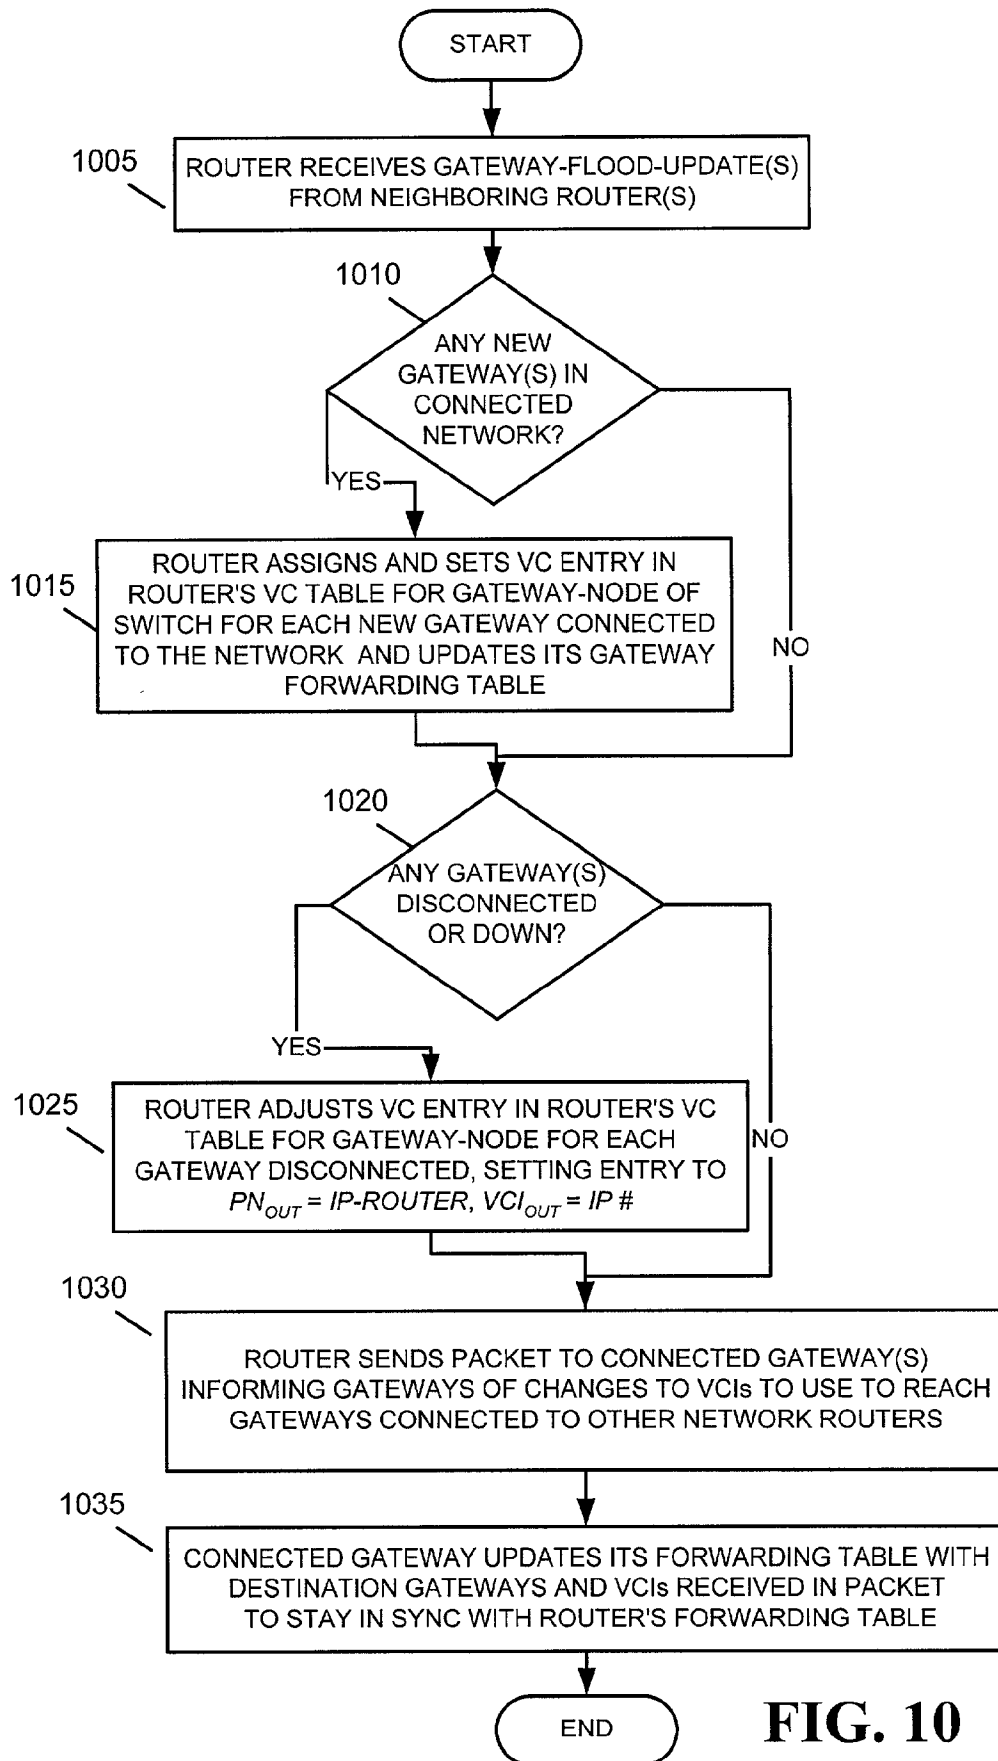 START
1005
ROUTER RECEIVES GATEWAY-FLOOD-UPDATE(S)
FROM NEIGHBORING ROUTER(S)
1010
ANY NEW
GATEWAY(S) IN
CONNECTED
NETWORK?
YES
NO
1015
ROUTER ASSIGNS AND SETS VC ENTRY IN
ROUTER'S VC TABLE FOR GATEWAY-NODE OF
SWITCH FOR EACH NEW GATEWAY CONNECTED
TO THE NETWORK AND UPDATES ITS GATEWAY
FORWARDING TABLE
1020
ANY GATEWAY(S)
DISCONNECTED
OR DOWN?
YES
NO
1025
ROUTER ADJUSTS VC ENTRY IN ROUTER'S VC
TABLE FOR GATEWAY-NODE FOR EACH
GATEWAY DISCONNECTED, SETTING ENTRY TO
PN_OUT = IP-ROUTER, VCI_OUT = IP #
1030
ROUTER SENDS PACKET TO CONNECTED GATEWAY(S)
INFORMING GATEWAYS OF CHANGES TO VCIs TO USE TO REACH
GATEWAYS CONNECTED TO OTHER NETWORK ROUTERS
1035
CONNECTED GATEWAY UPDATES ITS FORWARDING TABLE WITH
DESTINATION GATEWAYS AND VCIs RECEIVED IN PACKET
TO STAY IN SYNC WITH ROUTER'S FORWARDING TABLE
END
FIG. 10